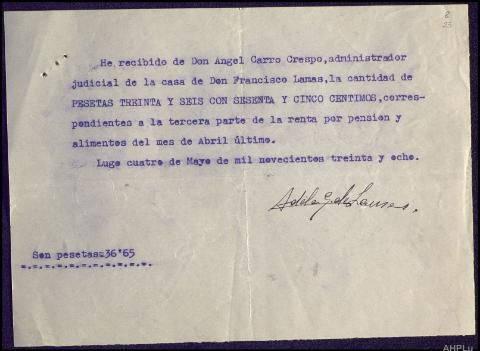 He recibido de Don Angel Carro Crespo, administrador
judicial de la casa de Don Francisco Lamas, la cantidad de
PESETAS TREINTA Y SEIS CON SESENTA Y CINCO CENTIMOS, corres-
pondientes a la tercera parte de la renta por pension y
alimentos del mes de Abril último.
Lugo cuatro de Mayo de mil novecientos treinta y ocho.
Son pesetas=36'65
AHPLu